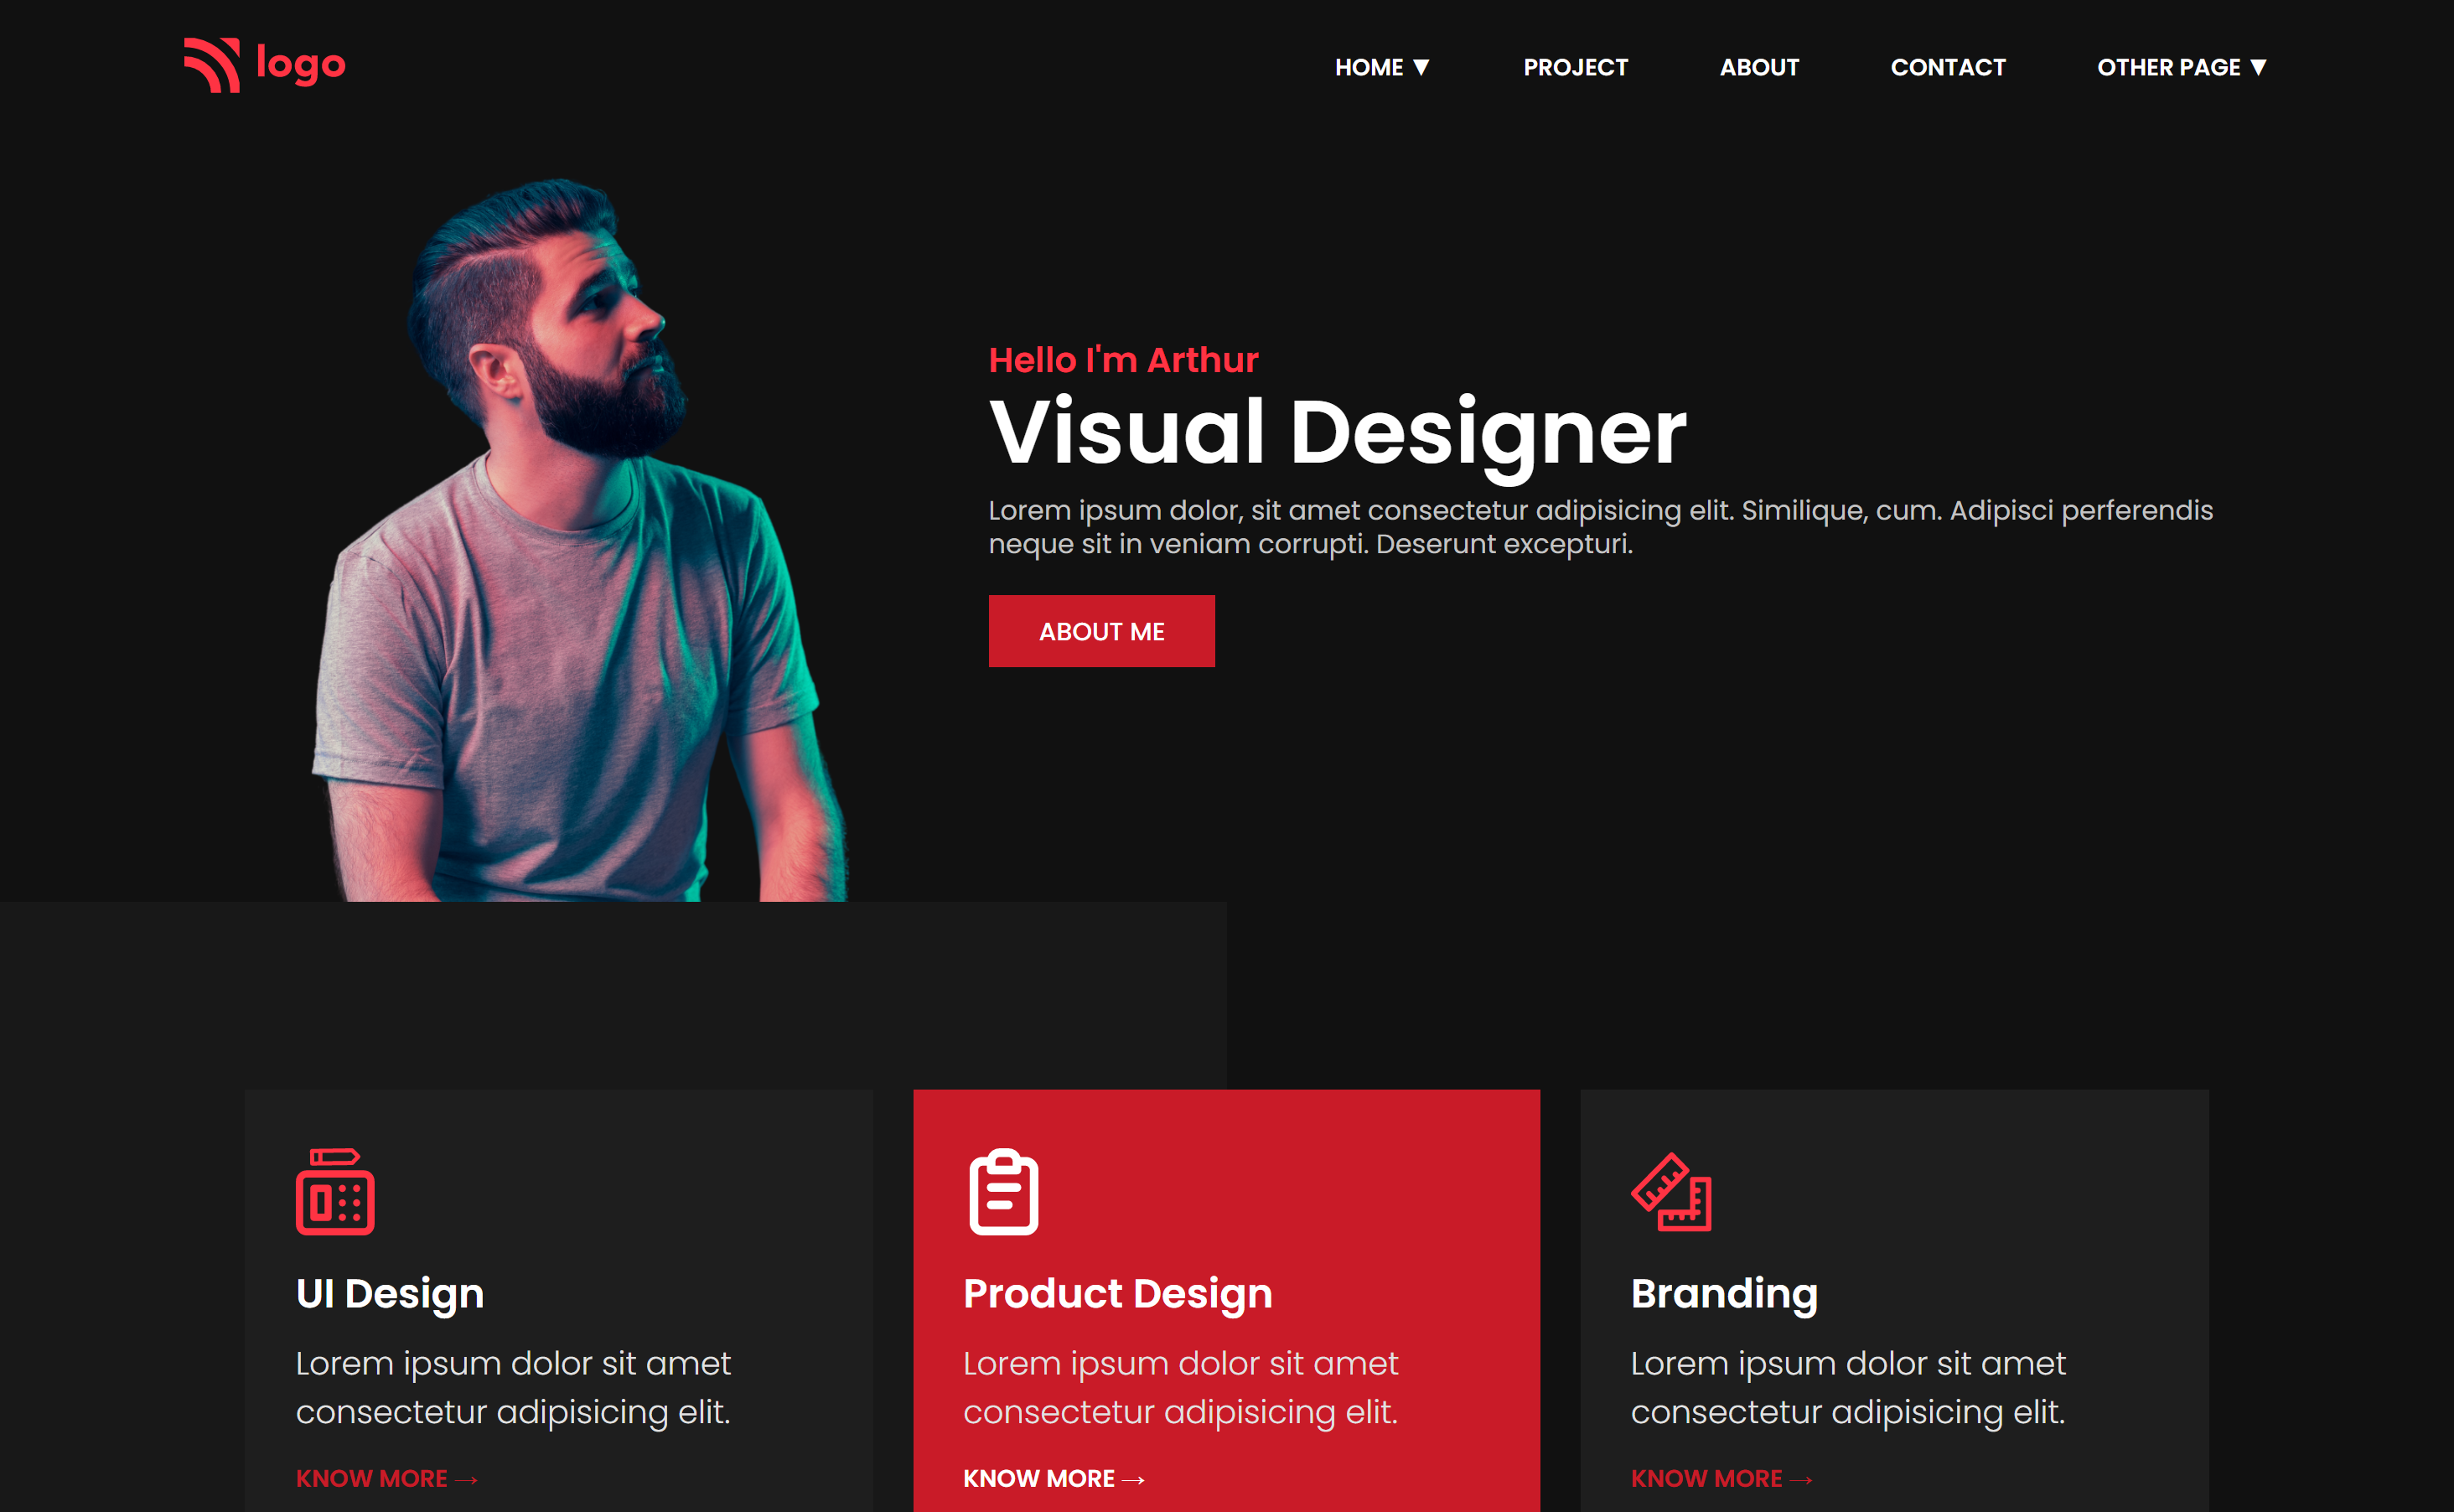 logo
HOME ▼ PROJECT ABOUT CONTACT OTHER PAGE ▼
Hello I'm Arthur
Visual Designer
Lorem ipsum dolor, sit amet consectetur adipisicing elit. Similique, cum. Adipisci perferendis
neque sit in veniam corrupti. Deserunt excepturi.
ABOUT ME
UI Design
Lorem ipsum dolor sit amet
consectetur adipisicing elit.
KNOW MORE →
Product Design
Lorem ipsum dolor sit amet
consectetur adipisicing elit.
KNOW MORE →
Branding
Lorem ipsum dolor sit amet
consectetur adipisicing elit.
KNOW MORE →